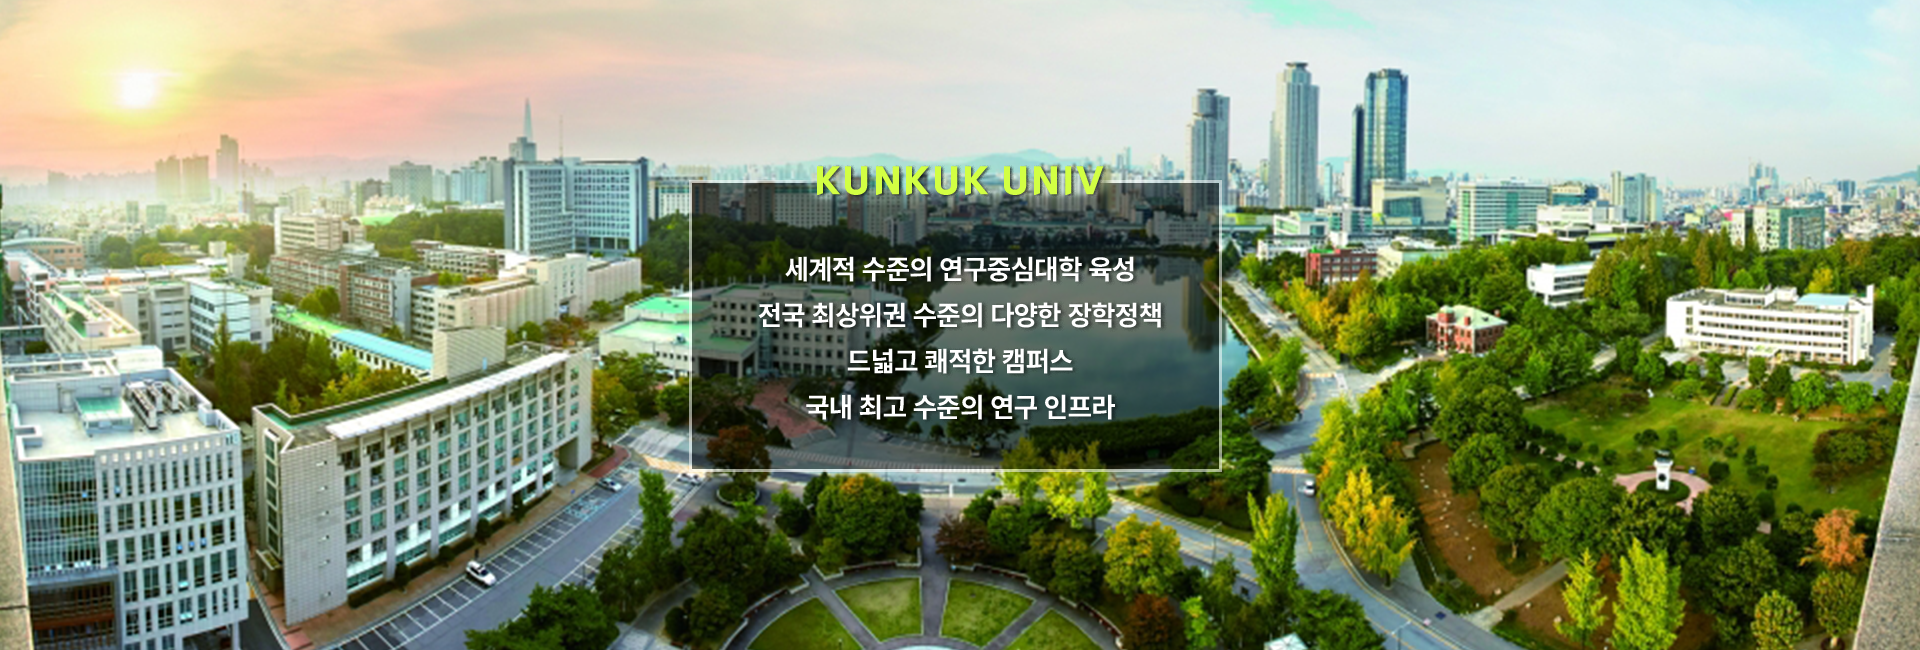 KUNKUK UNIV
세계적 수준의 연구중심대학 육성
전국 최상위권 수준의 다양한 장학정책
드넓고 쾌적한 캠퍼스
국내 최고 수준의 연구 인프라